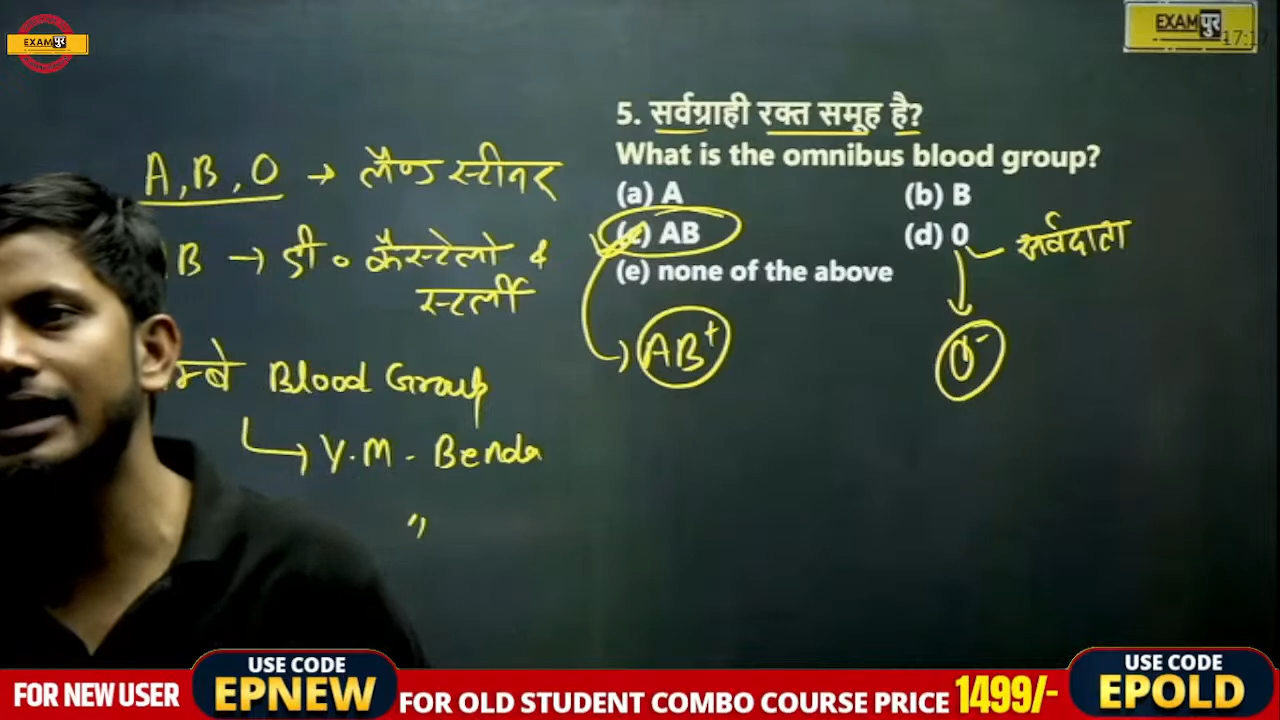 EXAMपुर
EXAMपुर
17:17
5. सर्वग्राही रक्त समूह है?
What is the omnibus blood group?
(a) A (b) B
(c) AB (d) 0
(e) none of the above
सर्वदाता
AB+
O-
A, B, O → लैण्ड स्टीनर
B → डी० कैस्टेलो &
स्टर्ली
म्बे Blood Group
Y.M. Benda
"
FOR NEW USER
USE CODE
EPNEW
FOR OLD STUDENT COMBO COURSE PRICE 1499/-
USE CODE
EPOLD